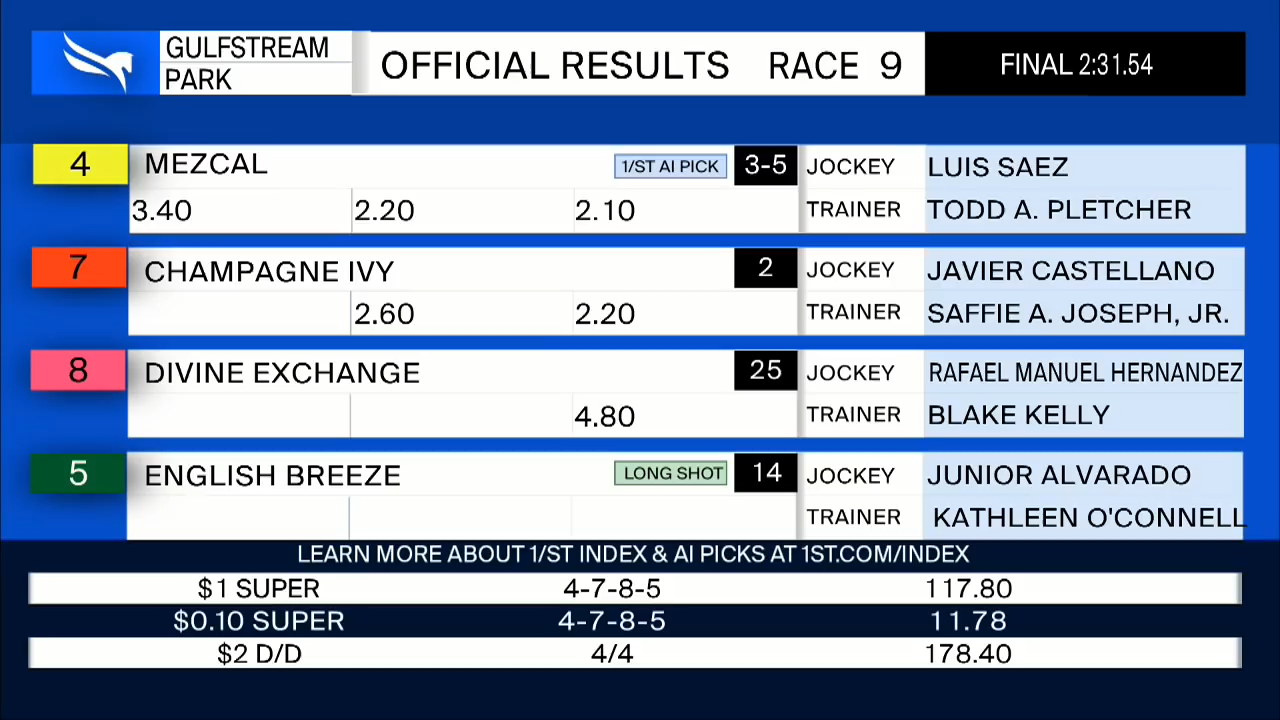 GULFSTREAM
PARK
OFFICIAL RESULTS RACE 9
FINAL 2:31.54
4 MEZCAL 1/ST AI PICK 3-5 JOCKEY LUIS SAEZ
3.40 2.20 2.10 TRAINER TODD A. PLETCHER
7 CHAMPAGNE IVY 2 JOCKEY JAVIER CASTELLANO
2.60 2.20 TRAINER SAFFIE A. JOSEPH, JR.
8 DIVINE EXCHANGE 25 JOCKEY RAFAEL MANUEL HERNANDEZ
4.80 TRAINER BLAKE KELLY
5 ENGLISH BREEZE LONG SHOT 14 JOCKEY JUNIOR ALVARADO
TRAINER KATHLEEN O'CONNELL
LEARN MORE ABOUT 1/ST INDEX & AI PICKS AT 1ST.COM/INDEX
$1 SUPER 4-7-8-5 117.80
$0.10 SUPER 4-7-8-5 11.78
$2 D/D 4/4 178.40